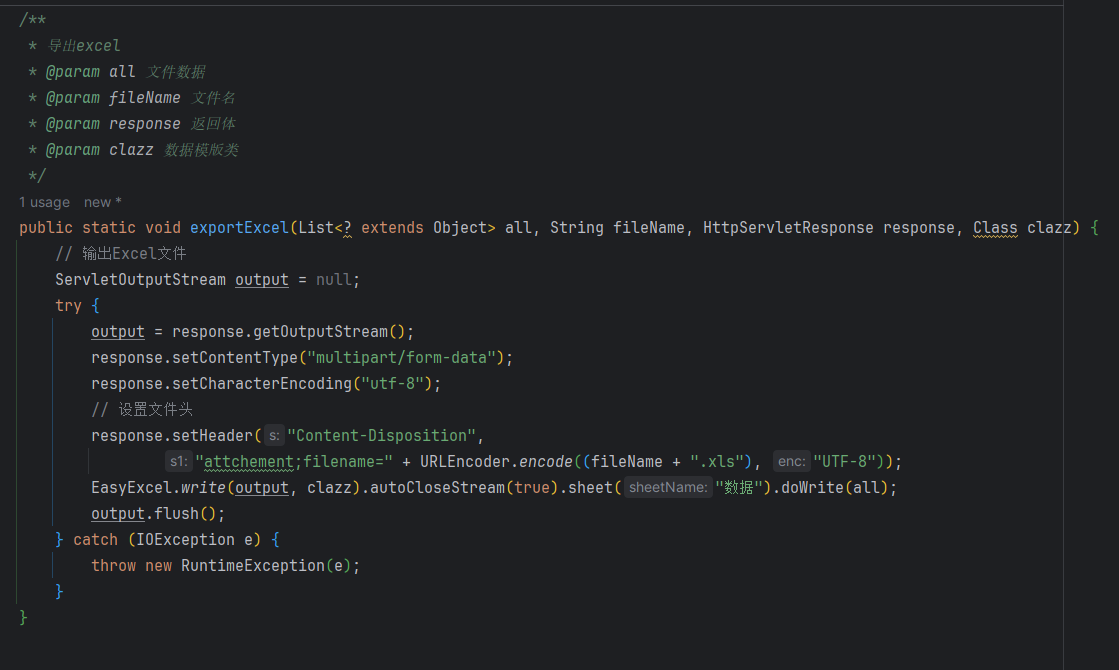 /**
 * 导出excel
 * @param all 文件数据
 * @param fileName 文件名
 * @param response 返回体
 * @param clazz 数据模版类
 */
1 usage   new *
public static void exportExcel(List<? extends Object> all, String fileName, HttpServletResponse response, Class clazz) {
    // 输出Excel文件
    ServletOutputStream output = null;
    try {
        output = response.getOutputStream();
        response.setContentType("multipart/form-data");
        response.setCharacterEncoding("utf-8");
        // 设置文件头
        response.setHeader( s: "Content-Disposition",
                s1: "attchement;filename=" + URLEncoder.encode((fileName + ".xls"), enc: "UTF-8"));
        EasyExcel.write(output, clazz).autoCloseStream(true).sheet( sheetName: "数据").doWrite(all);
        output.flush();
    } catch (IOException e) {
        throw new RuntimeException(e);
    }
}